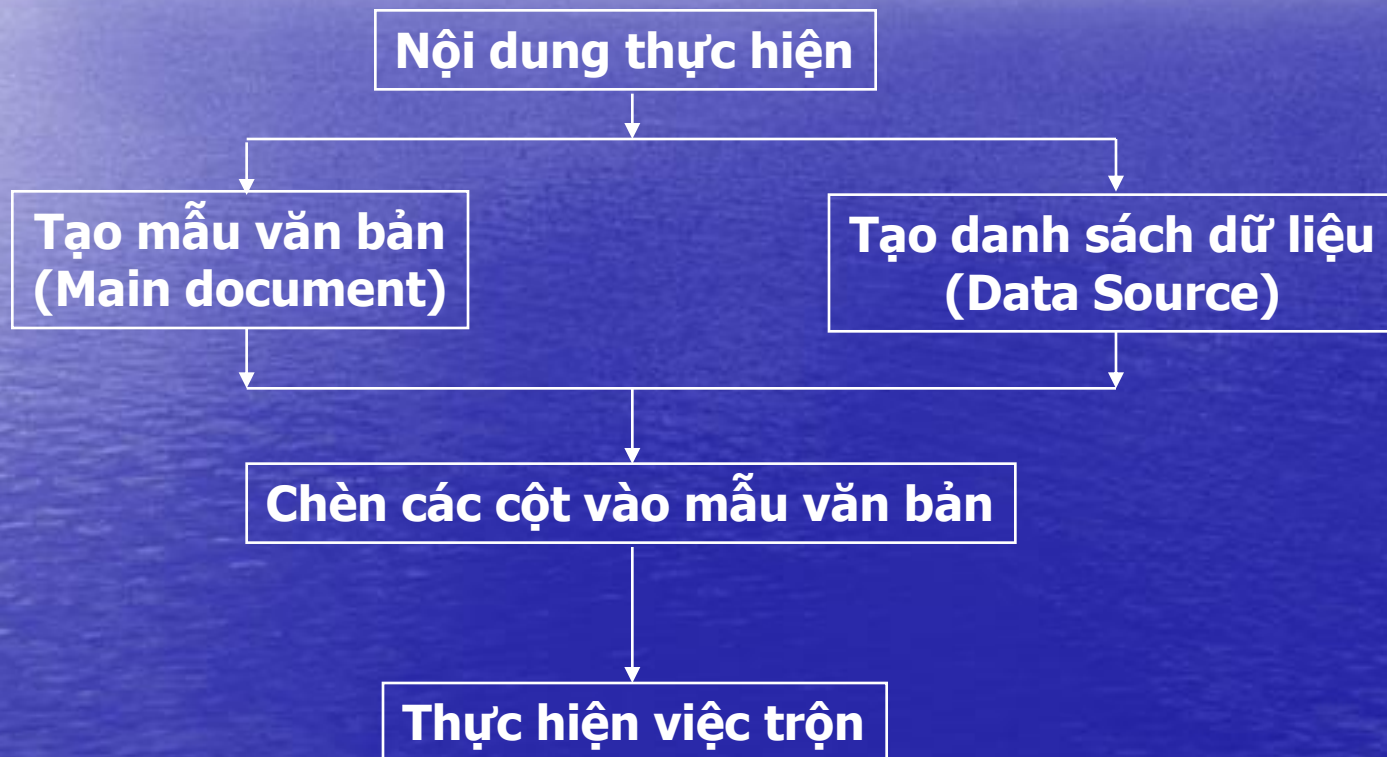 Nội dung thực hiện
Tạo mẫu văn bản
(Main document)
Tạo danh sách dữ liệu
(Data Source)
Chèn các cột vào mẫu văn bản
Thực hiện việc trộn